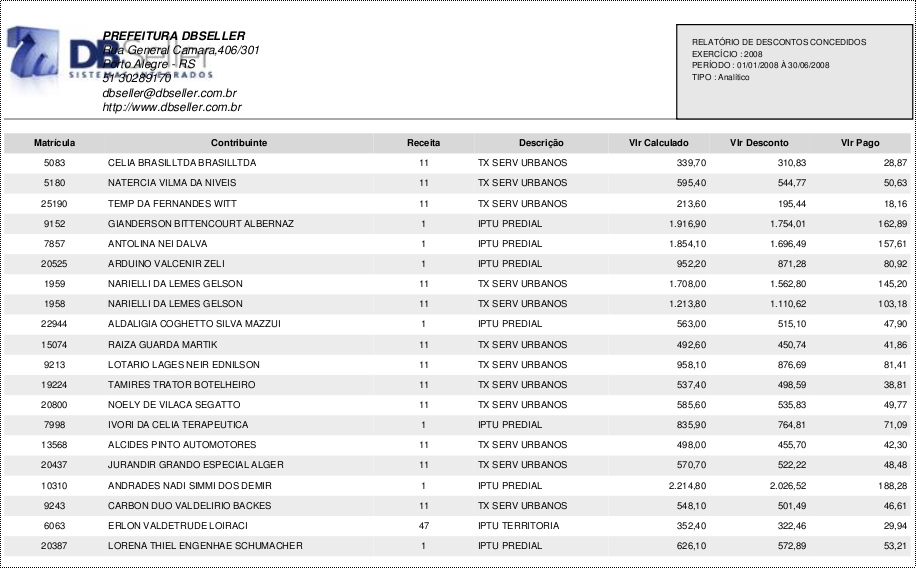 PREFEITURA DBSELLER
DBSeller
Rua General Camara,406/301
Porto Alegre - RS
SISTEMAS INTEGRADOS
51 30289170
dbseller@dbseller.com.br
http://www.dbseller.com.br
RELATÓRIO DE DESCONTOS CONCEDIDOS
EXERCÍCIO : 2008
PERÍODO : 01/01/2008 À 30/06/2008
TIPO : Analítico
Matrícula Contribuinte Receita Descrição Vlr Calculado Vlr Desconto Vlr Pago
5083 CELIA BRASILLTDA BRASILLTDA 11 TX SERV URBANOS 339,70 310,83 28,87
5180 NATERCIA VILMA DA NIVEIS 11 TX SERV URBANOS 595,40 544,77 50,63
25190 TEMP DA FERNANDES WITT 11 TX SERV URBANOS 213,60 195,44 18,16
9152 GIANDERSON BITTENCOURT ALBERNAZ 1 IPTU PREDIAL 1.916,90 1.754,01 162,89
7857 ANTOLINA NEI DALVA 1 IPTU PREDIAL 1.854,10 1.696,49 157,61
20525 ARDUINO VALCENIR ZELI 1 IPTU PREDIAL 952,20 871,28 80,92
1959 NARIELLI DA LEMES GELSON 11 TX SERV URBANOS 1.708,00 1.562,80 145,20
1958 NARIELLI DA LEMES GELSON 11 TX SERV URBANOS 1.213,80 1.110,62 103,18
22944 ALDALIGIA COGHETTO SILVA MAZZUI 1 IPTU PREDIAL 563,00 515,10 47,90
15074 RAIZA GUARDA MARTIK 11 TX SERV URBANOS 492,60 450,74 41,86
9213 LOTARIO LAGES NEIR EDNILSON 11 TX SERV URBANOS 958,10 876,69 81,41
19224 TAMIRES TRATOR BOTELHEIRO 11 TX SERV URBANOS 537,40 498,59 38,81
20800 NOELY DE VILACA SEGATTO 11 TX SERV URBANOS 585,60 535,83 49,77
7998 IVORI DA CELIA TERAPEUTICA 1 IPTU PREDIAL 835,90 764,81 71,09
13568 ALCIDES PINTO AUTOMOTORES 11 TX SERV URBANOS 498,00 455,70 42,30
20437 JURANDIR GRANDO ESPECIAL ALGER 11 TX SERV URBANOS 570,70 522,22 48,48
10310 ANDRADES NADI SIMMI DOS DEMIR 1 IPTU PREDIAL 2.214,80 2.026,52 188,28
9243 CARBON DUO VALDELIRIO BACKES 11 TX SERV URBANOS 548,10 501,49 46,61
6063 ERLON VALDETRUDE LOIRACI 47 IPTU TERRITORIA 352,40 322,46 29,94
20387 LORENA THIEL ENGENHAE SCHUMACHER 1 IPTU PREDIAL 626,10 572,89 53,21